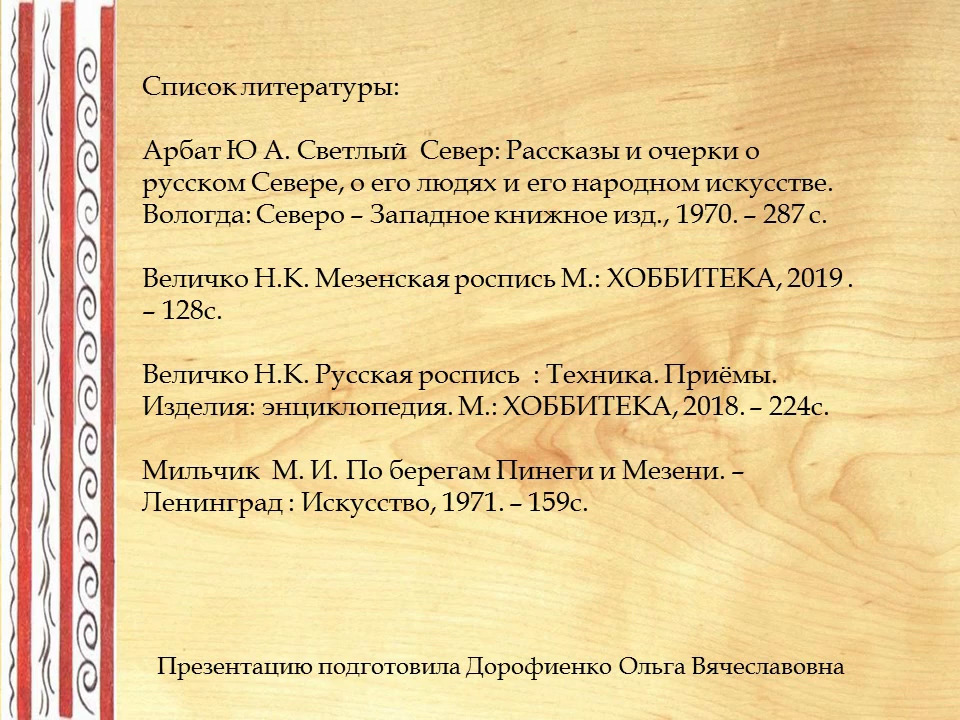 Список литературы:
Арбат Ю А. Светлый  Север: Рассказы и очерки о
русском Севере, о его людях и его народном искусстве.
Вологда: Северо – Западное книжное изд., 1970. – 287 с.
Величко Н.К. Мезенская роспись М.: ХОББИТЕКА, 2019 .
– 128с.
Величко Н.К. Русская роспись  : Техника. Приёмы.
Изделия: энциклопедия. М.: ХОББИТЕКА, 2018. – 224с.
Мильчик  М. И. По берегам Пинеги и Мезени. –
Ленинград : Искусство, 1971. – 159с.
Презентацию подготовила Дорофиенко Ольга Вячеславовна